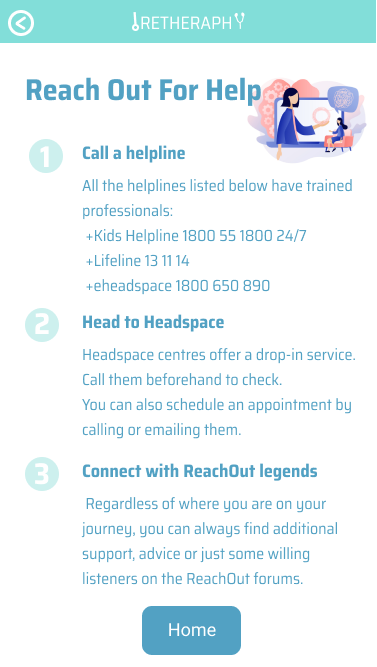 IRETHERAPHY
Reach Out For Help
1
Call a helpline
All the helplines listed below have trained
professionals:
+Kids Helpline 1800 55 1800 24/7
+Lifeline 13 11 14
+eheadspace 1800 650 890
2
Head to Headspace
Headspace centres offer a drop-in service.
Call them beforehand to check.
You can also schedule an appointment by
calling or emailing them.
3
Connect with ReachOut legends
Regardless of where you are on your
journey, you can always find additional
support, advice or just some willing
listeners on the ReachOut forums.
Home